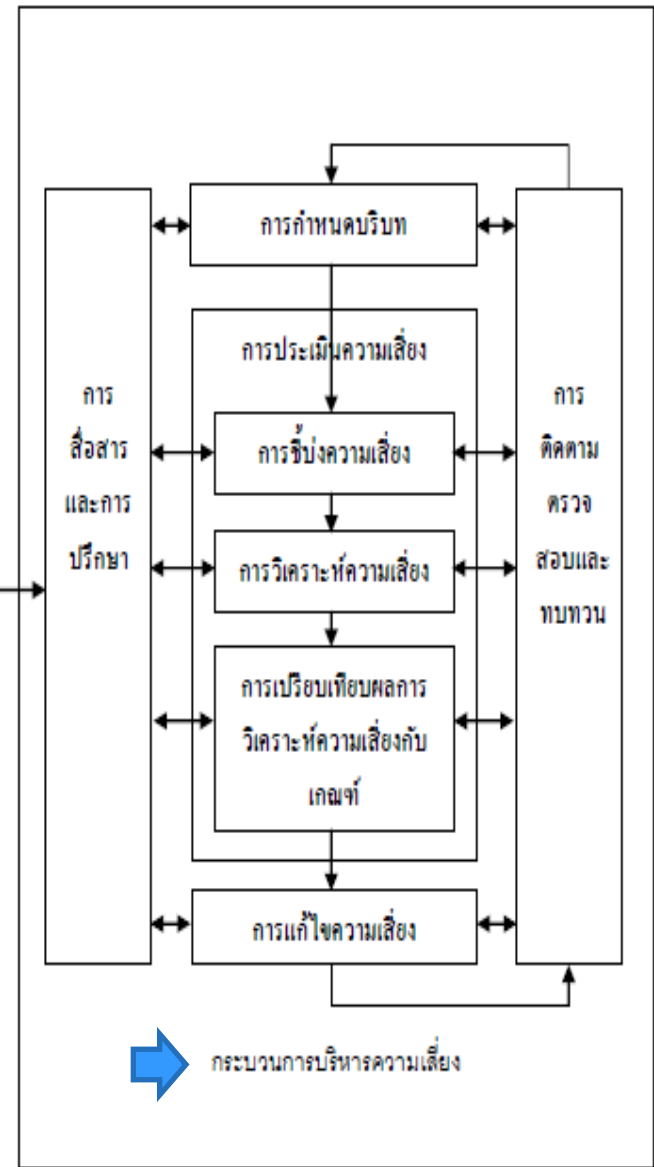 การกำหนดบริบท
การประเมินความเสี่ยง
การ
สื่อสาร
และการ
ปรึกษา
การชี้บ่งความเสี่ยง
การวิเคราะห์ความเสี่ยง
การเปรียบเทียบผลการ
วิเคราะห์ความเสี่ยงกับ
เกณฑ์
การ
ติดตาม
ตรวจ
สอบและ
ทบทวน
การแก้ไขความเสี่ยง
กระบวนการบริหารความเสี่ยง